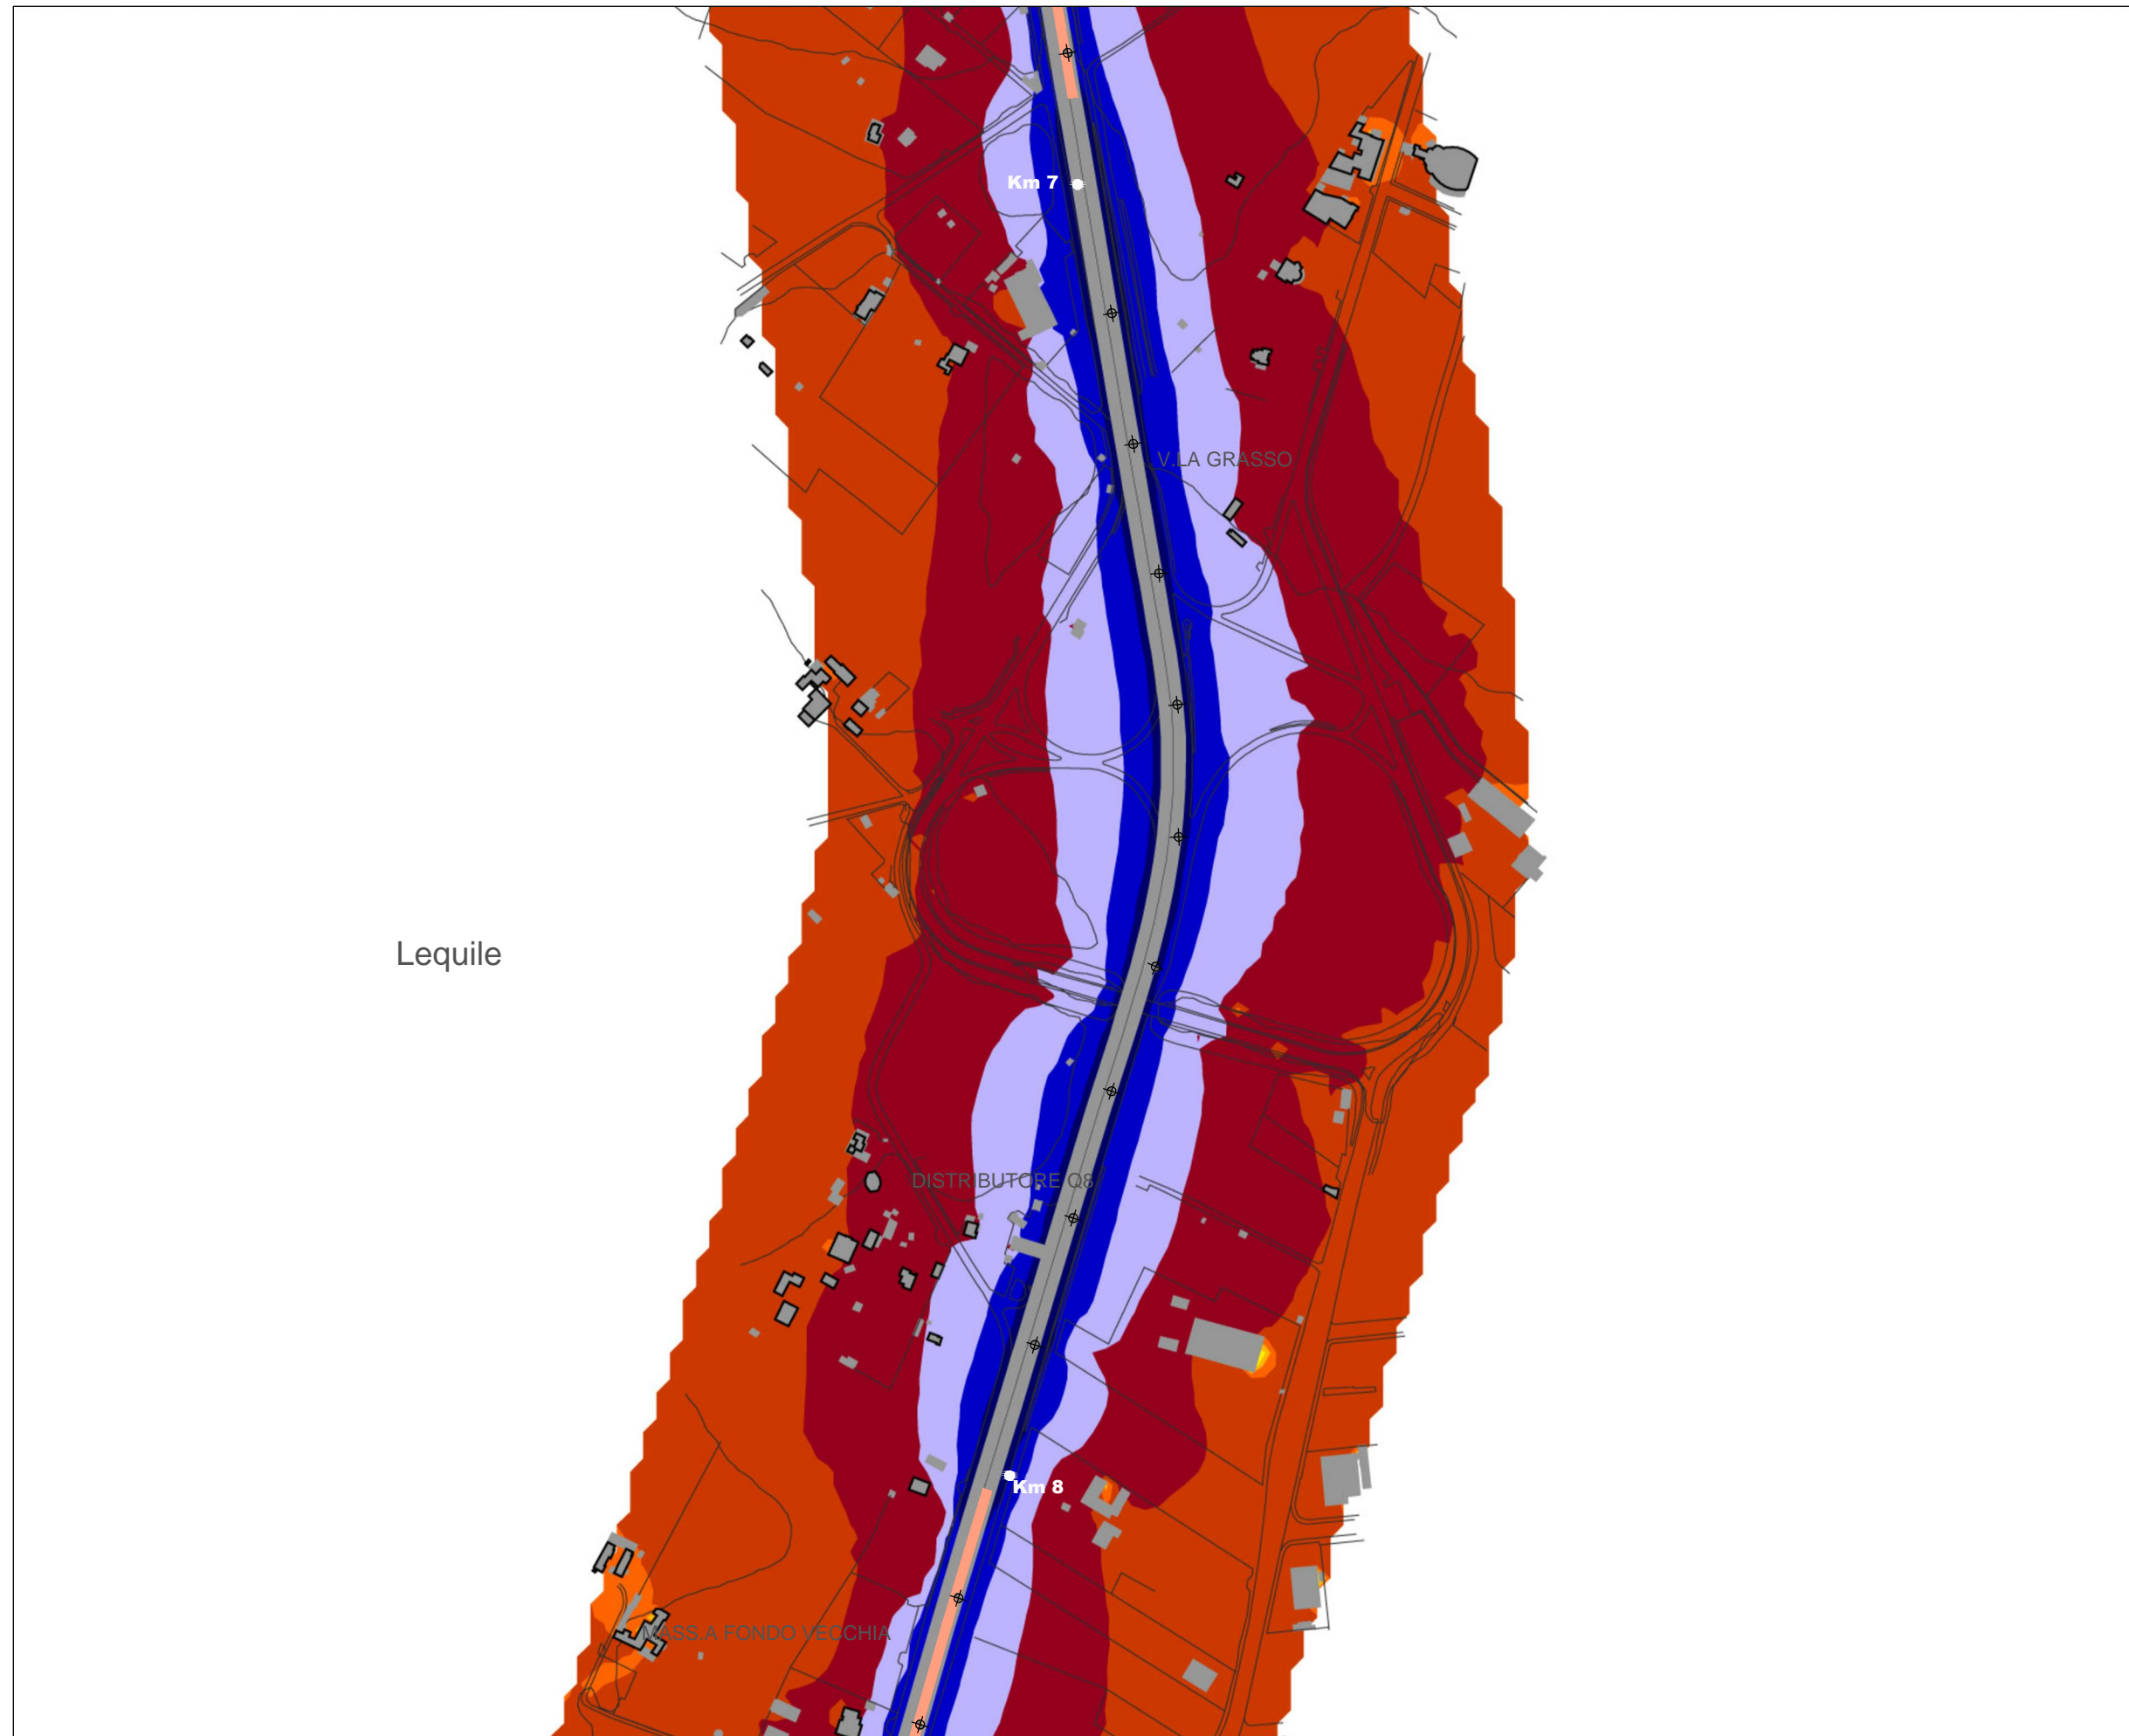 Km 7
V.LA GRASSO
Lequile
DISTRIBUTORE Q8
Km 8
MASS.A FONDO VECCHIA